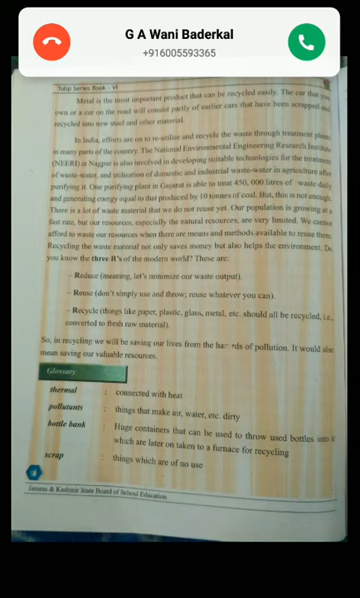 G A Wani Baderkal
+916005593365
Tulip Series Book - VI
Metal is the most important product that can be recycled easily. The car that you
own or a car on the road will consist partly of earlier cars that have been scrapped and
recycled into new steel and other material.
In India, efforts are on to re-utilise and recycle the waste through treatment plants
in many parts of the country. The National Environmental Engineering Research Institute
(NEERI) at Nagpur is also involved in developing suitable technologies for the treatment
of waste-water, and utilisation of domestic and industrial waste-water in agriculture after
purifying it. One purifying plant in Gujarat is able to treat 450, 000 litres of waste daily
and generating energy equal to that produced by 10 tonnes of coal. But, this is not enough.
There is a lot of waste material that we do not reuse yet. Our population is growing at a
fast rate, but our resources, especially the natural resources, are very limited. We cannot
afford to waste our resources when there are means and methods available to reuse them.
Recycling the waste material not only saves money but also helps the environment. Do
you know the three R's of the modern world? These are:
– Reduce (meaning, let's minimize our waste output).
– Reuse (don't simply use and throw; reuse whatever you can).
– Recycle (things like paper, plastic, glass, metal, etc. should all be recycled, i.e.,
converted to fresh raw material).
So, in recycling we will be saving our lives from the hazards of pollution. It would also
mean saving our valuable resources.
Glossary
thermal : connected with heat
pollutants : things that make air, water, etc. dirty
bottle bank : Huge containers that can be used to throw used bottles into it
which are later on taken to a furnace for recycling
scrap : things which are of no use
Jammu & Kashmir State Board of School Education